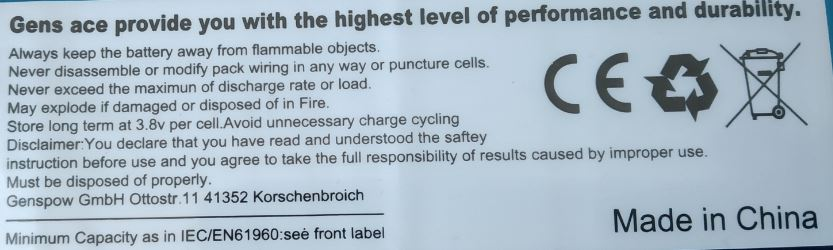 Gens ace provide you with the highest level of performance and durability.
Always keep the battery away from flammable objects.
Never disassemble or modify pack wiring in any way or puncture cells.
Never exceed the maximun of discharge rate or load.
May explode if damaged or disposed of in Fire.
Store long term at 3.8v per cell.Avoid unnecessary charge cycling
Disclaimer:You declare that you have read and understood the saftey
instruction before use and you agree to take the full responsibility of results caused by improper use.
Must be disposed of properly.
Genspow GmbH Ottostr.11 41352 Korschenbroich
Minimum Capacity as in IEC/EN61960:see front label
CE
Made in China